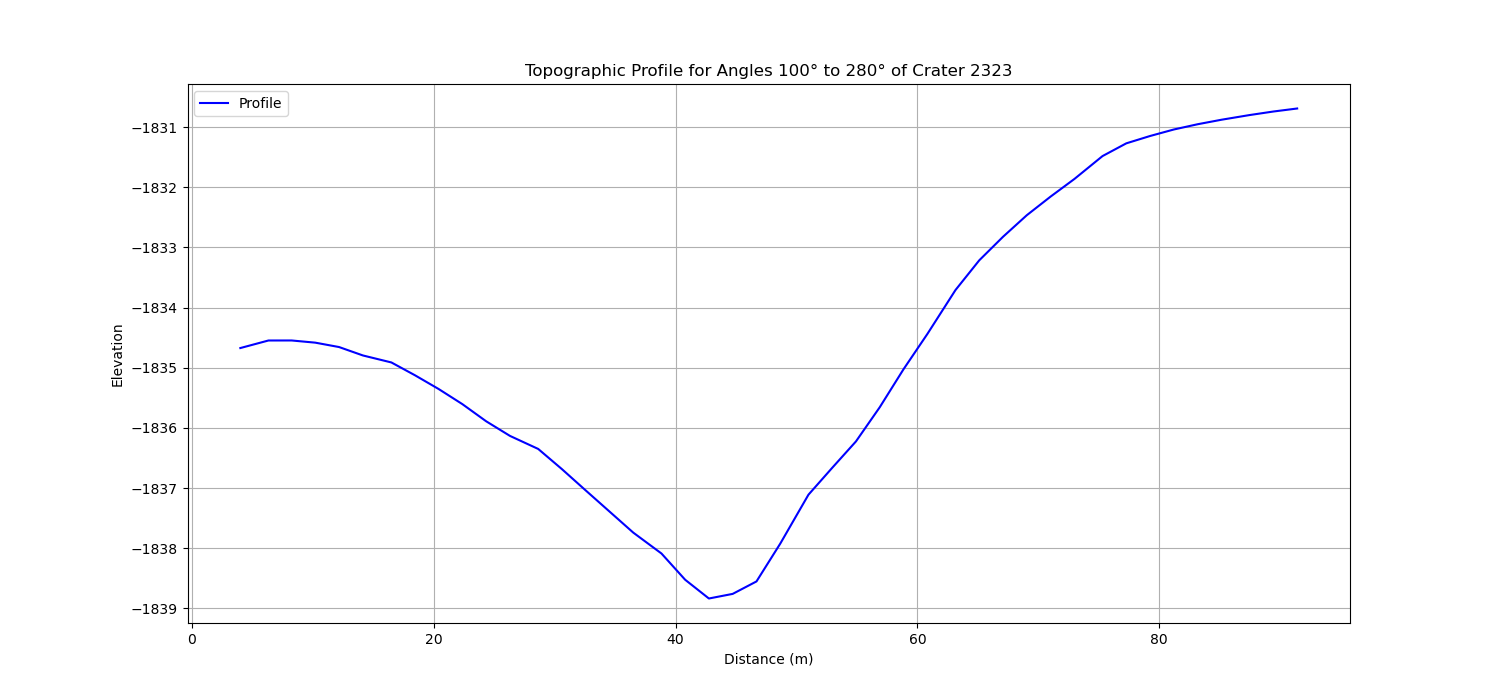 Topographic Profile for Angles 100° to 280° of Crater 2323
Profile
−1831
−1832
−1833
−1834
−1835
−1836
−1837
−1838
−1839
Elevation
0 20 40 60 80
Distance (m)